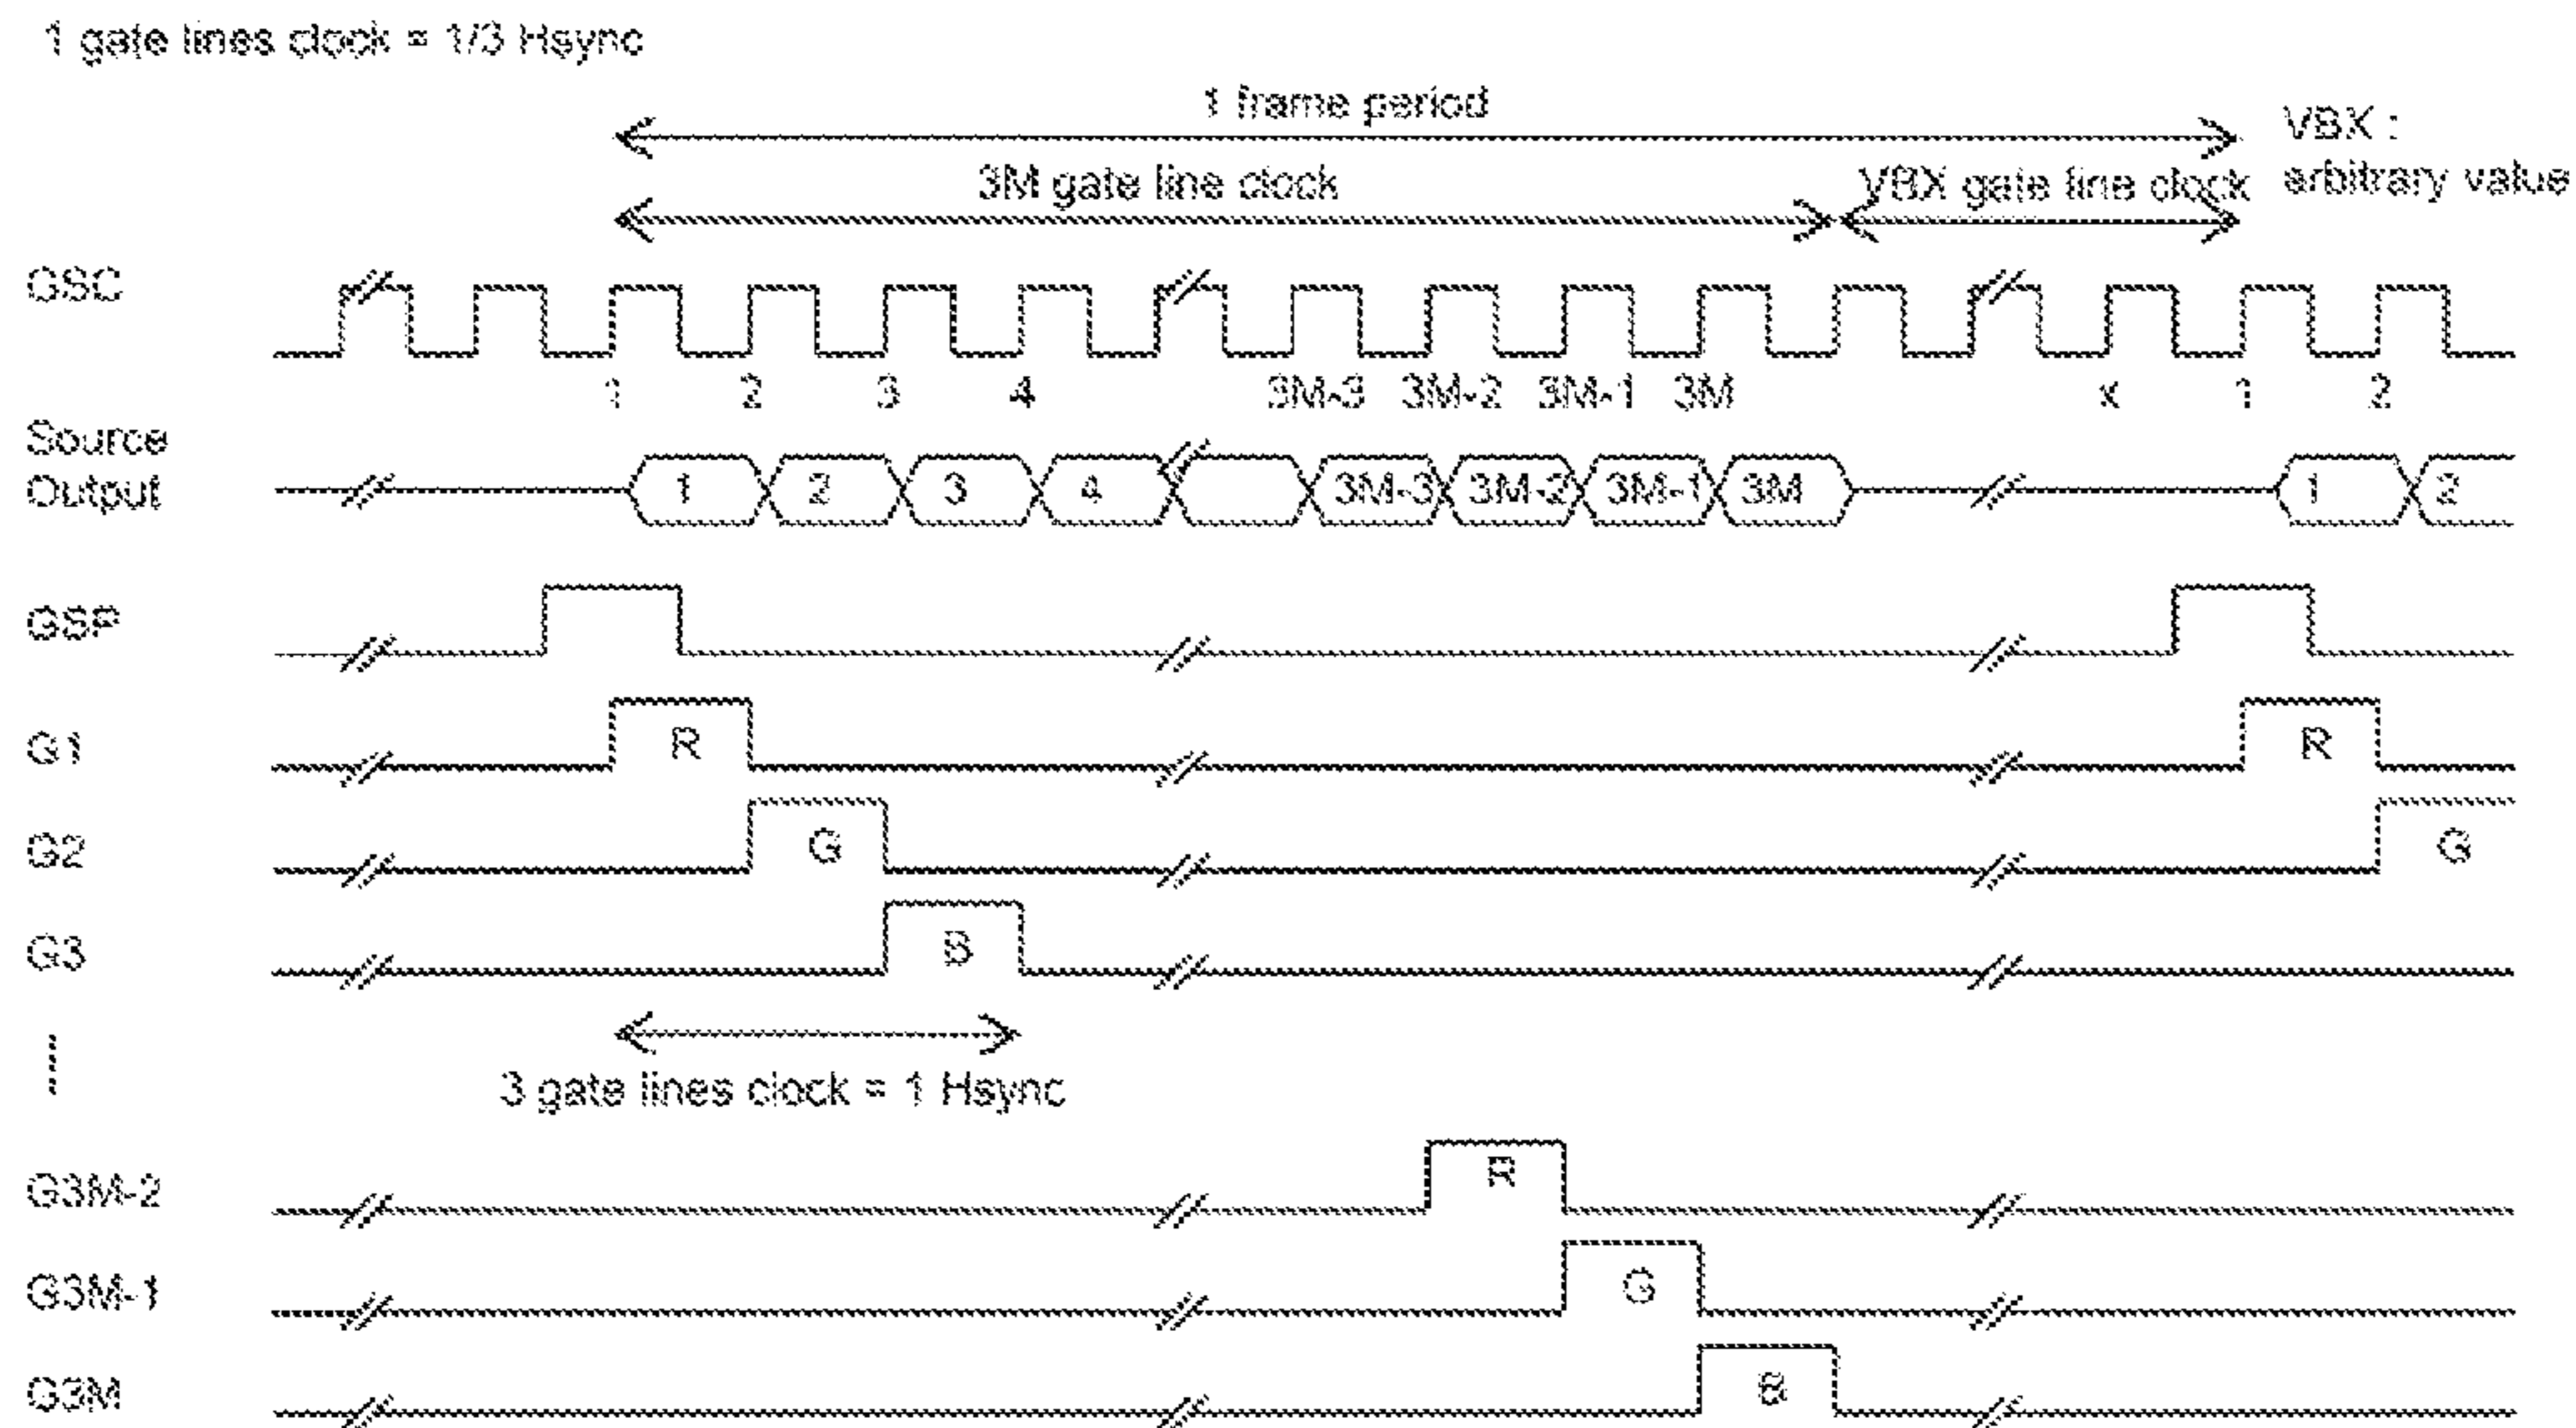 1 gate lines clock = 1/3 Hsync
1 frame period
VBX :
arbitrary value
3M gate line clock
VBX gate line clock
GSC
1 2 3 4 3M-3 3M-2 3M-1 3M x 1 2
Source
Output
1 2 3 4 3M-3 3M-2 3M-1 3M 1 2
GSP
G1 R R
G2 G G
G3 B
3 gate lines clock = 1 Hsync
G3M-2 R
G3M-1 G
G3M B